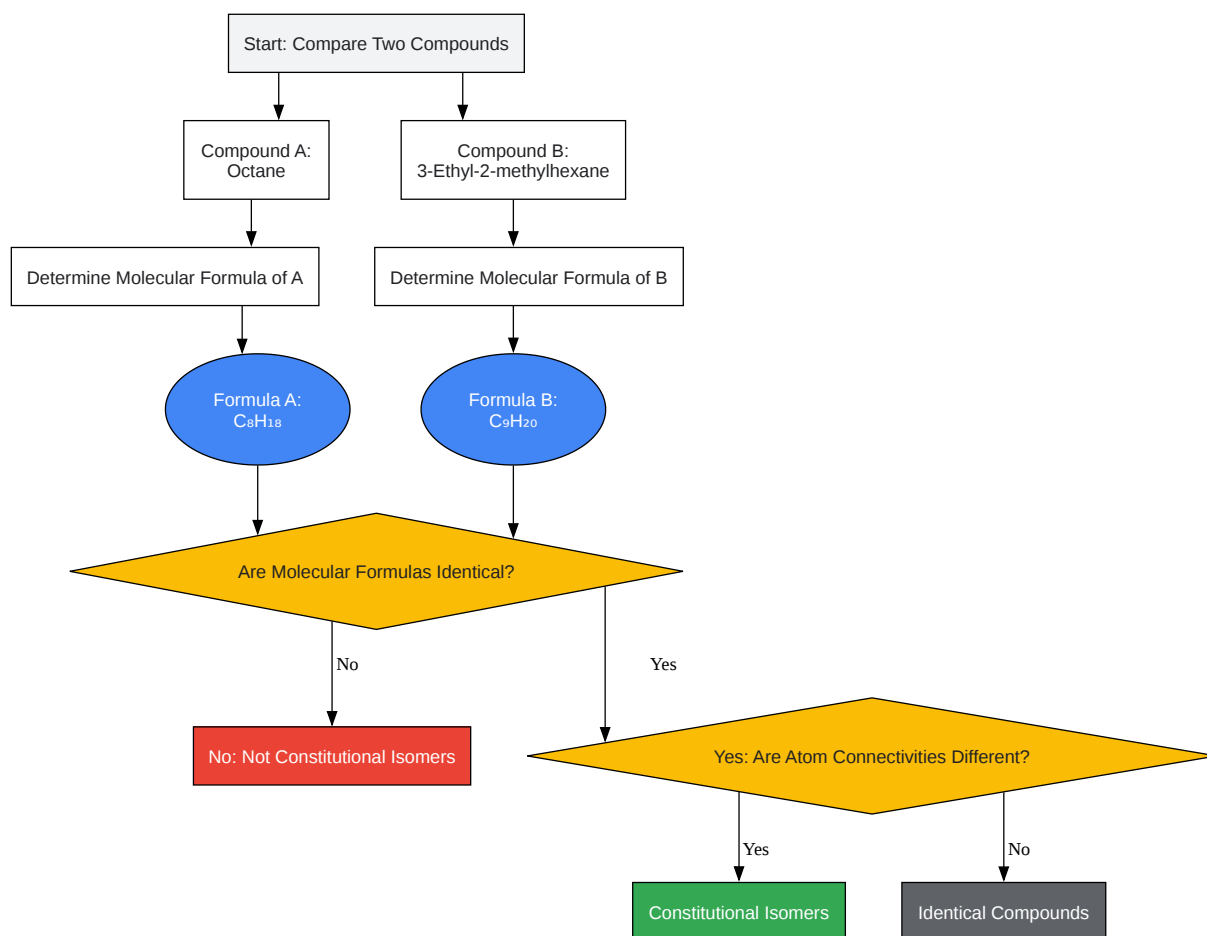 Start: Compare Two Compounds
Compound A:
Octane
Compound B:
3-Ethyl-2-methylhexane
Determine Molecular Formula of A
Determine Molecular Formula of B
Formula A:
C₈H₁₈
Formula B:
C₉H₂₀
Are Molecular Formulas Identical?
No
Yes
No: Not Constitutional Isomers
Yes: Are Atom Connectivities Different?
Yes
No
Constitutional Isomers
Identical Compounds